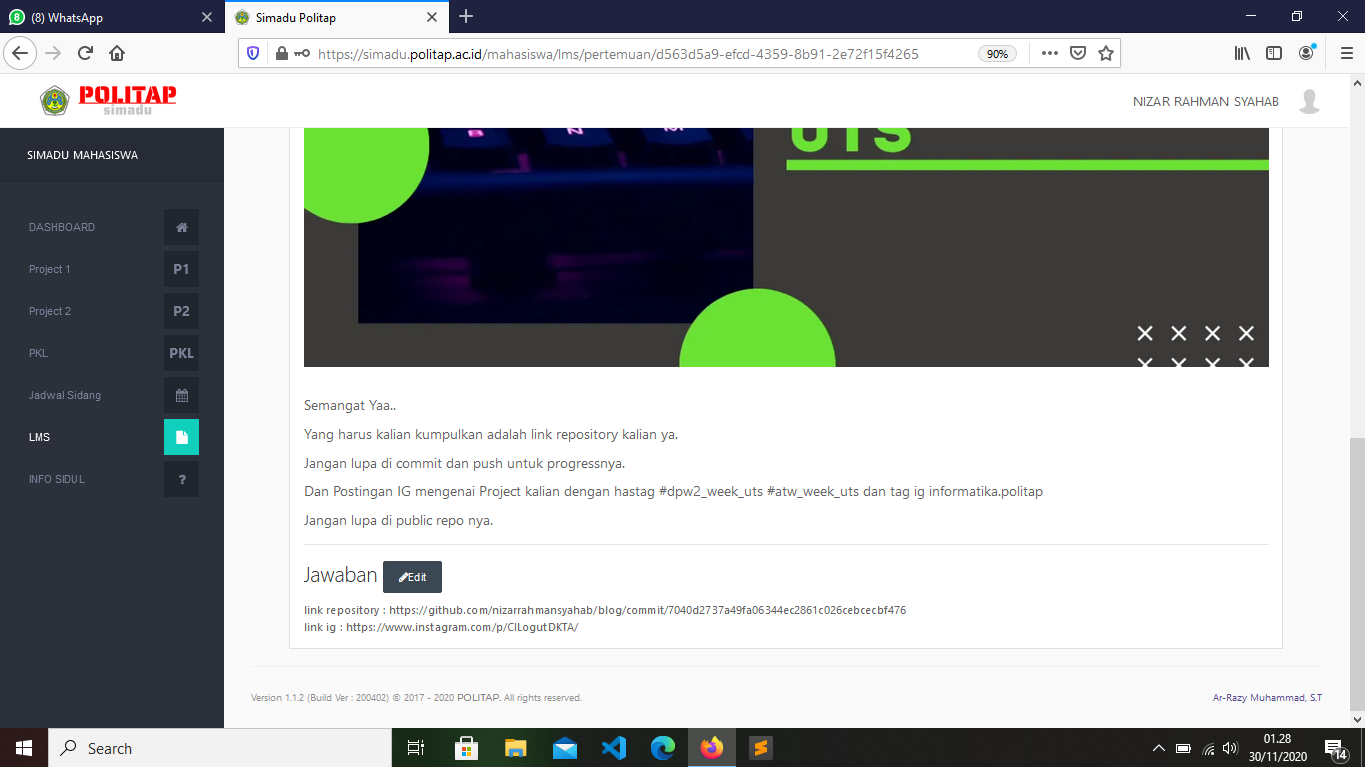 (8) WhatsApp
Simadu Politap
https://simadu.politap.ac.id/mahasiswa/lms/pertemuan/d563d5a9-efcd-4359-8b91-2e72f15f4265
90%
POLITAP
simadu
NIZAR RAHMAN SYAHAB
SIMADU MAHASISWA
DASHBOARD
Project 1 P1
Project 2 P2
PKL PKL
Jadwal Sidang
LMS
INFO SIDUL ?
UTS
Semangat Yaa..
Yang harus kalian kumpulkan adalah link repository kalian ya.
Jangan lupa di commit dan push untuk progressnya.
Dan Postingan IG mengenai Project kalian dengan hastag #dpw2_week_uts #atw_week_uts dan tag ig informatika.politap
Jangan lupa di public repo nya.
Jawaban Edit
link repository : https://github.com/nizarrahmansyahab/blog/commit/7040d2737a49fa06344ec2861c026cebcecbf476
link ig : https://www.instagram.com/p/CILogutDKTA/
Version 1.1.2 (Build Ver : 200402) © 2017 - 2020 POLITAP. All rights reserved.
Ar-Razy Muhammad, S.T
Search
01.28
30/11/2020
14